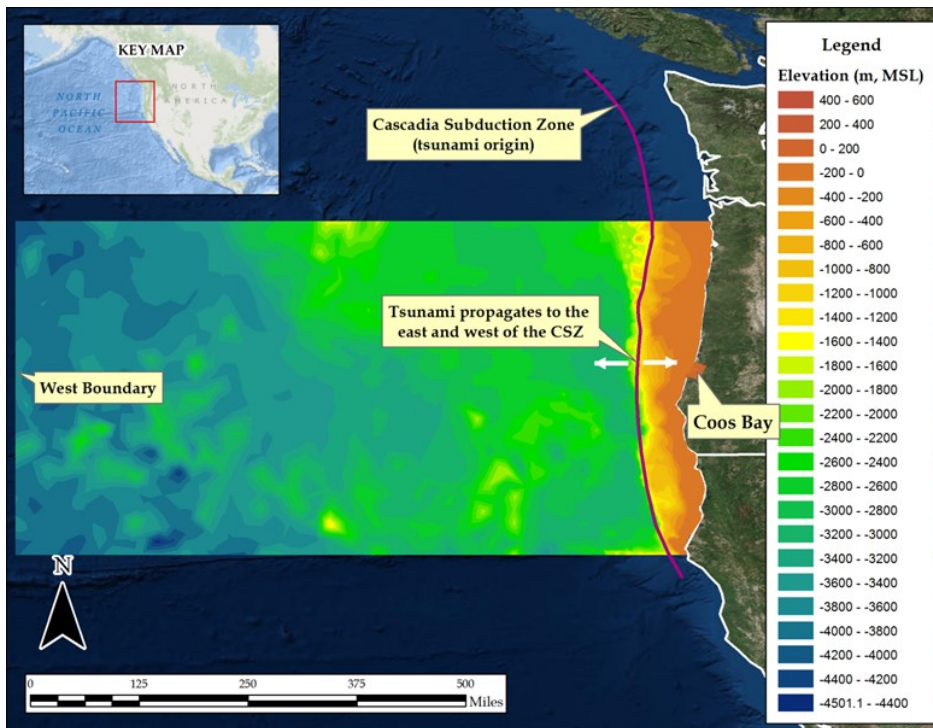 KEY MAP
NORTH
AMERICA
NORTH
PACIFIC
OCEAN
Cascadia Subduction Zone
(tsunami origin)
Tsunami propagates to the
east and west of the CSZ
West Boundary
Coos Bay
N
0 125 250 375 500
Miles
Legend
Elevation (m, MSL)
400 - 600
200 - 400
0 - 200
-200 - 0
-400 - -200
-600 - -400
-800 - -600
-1000 - -800
-1200 - -1000
-1400 - -1200
-1600 - -1400
-1800 - -1600
-2000 - -1800
-2200 - -2000
-2400 - -2200
-2600 - -2400
-2800 - -2600
-3000 - -2800
-3200 - -3000
-3400 - -3200
-3600 - -3400
-3800 - -3600
-4000 - -3800
-4200 - -4000
-4400 - -4200
-4501.1 - -4400